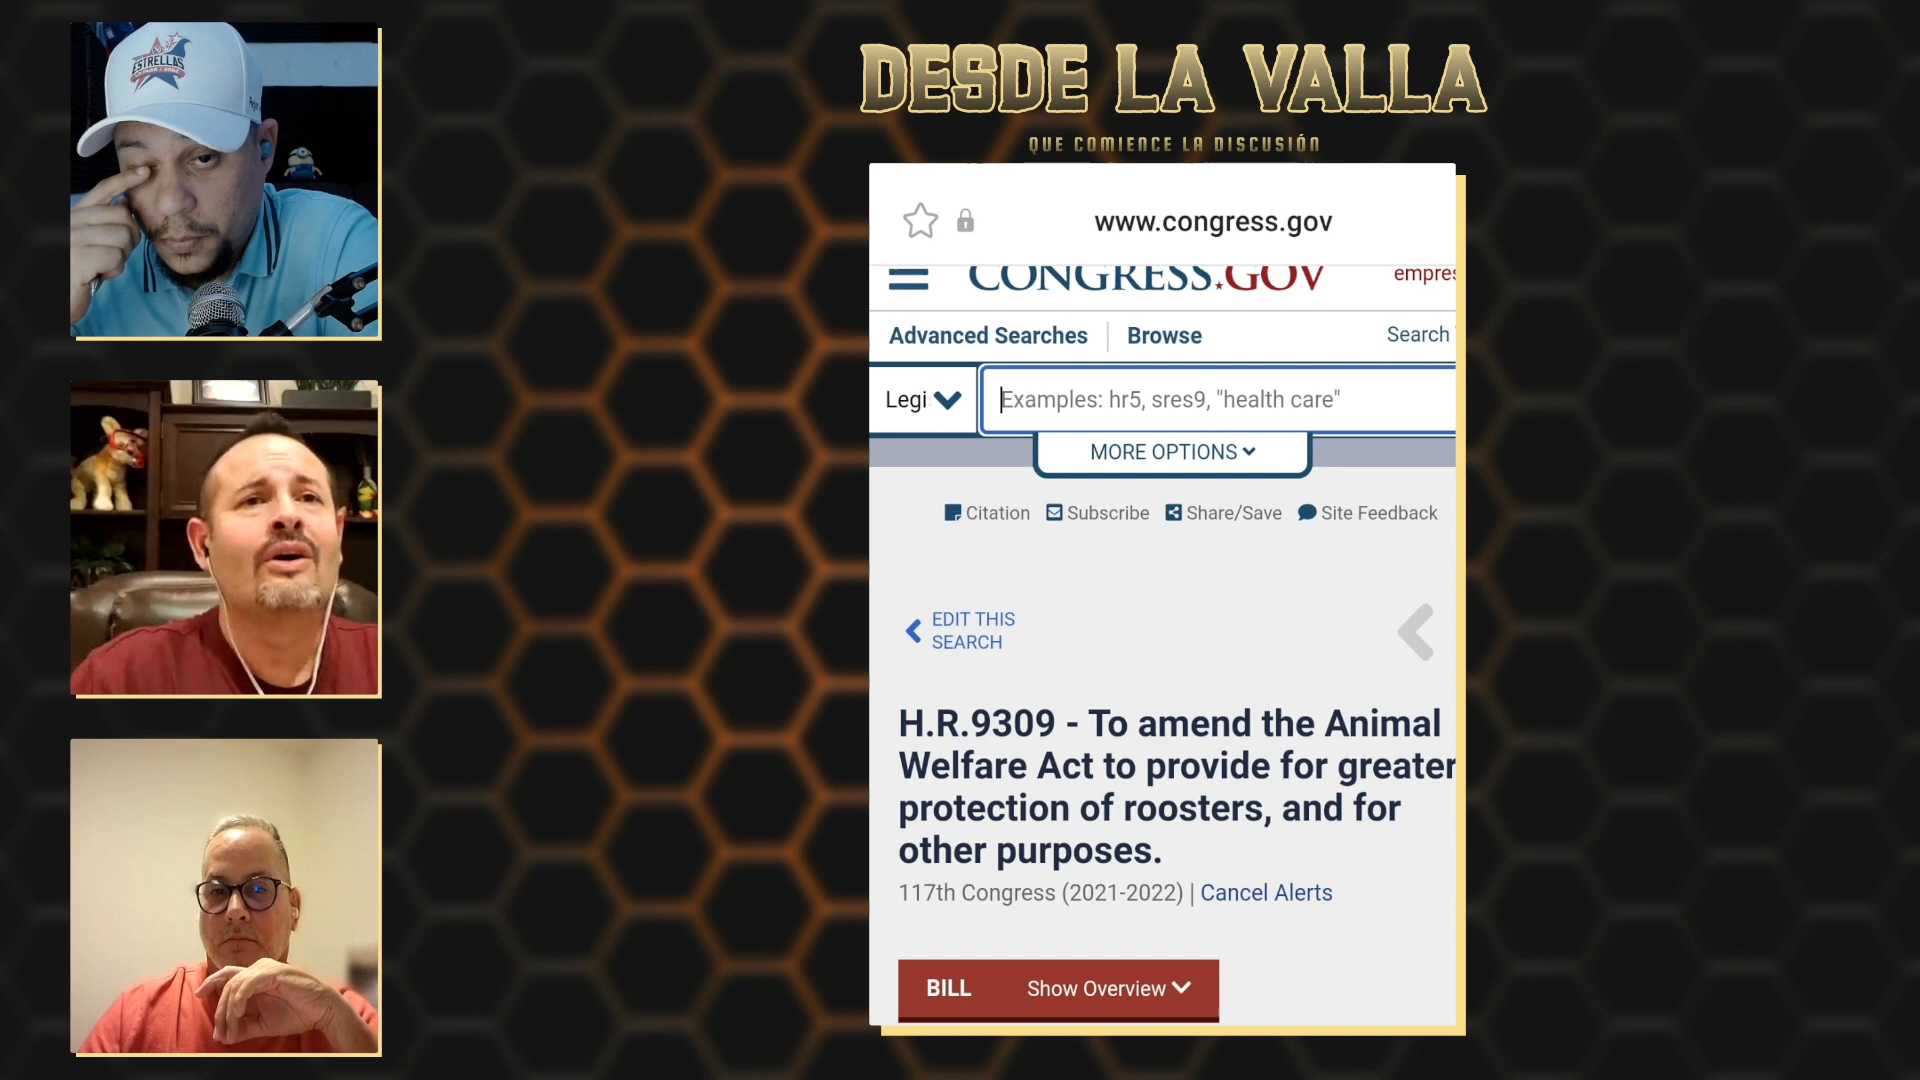 ESTRELLAS
DESDE LA VALLA
QUE COMIENCE LA DISCUSIÓN
www.congress.gov
CONGRESS.GOV
empres
Advanced Searches
Browse
Search
Legi
Examples: hr5, sres9, "health care"
MORE OPTIONS
Citation
Subscribe
Share/Save
Site Feedback
EDIT THIS
SEARCH
H.R.9309 - To amend the Animal
Welfare Act to provide for greater
protection of roosters, and for
other purposes.
117th Congress (2021-2022) | Cancel Alerts
BILL
Show Overview